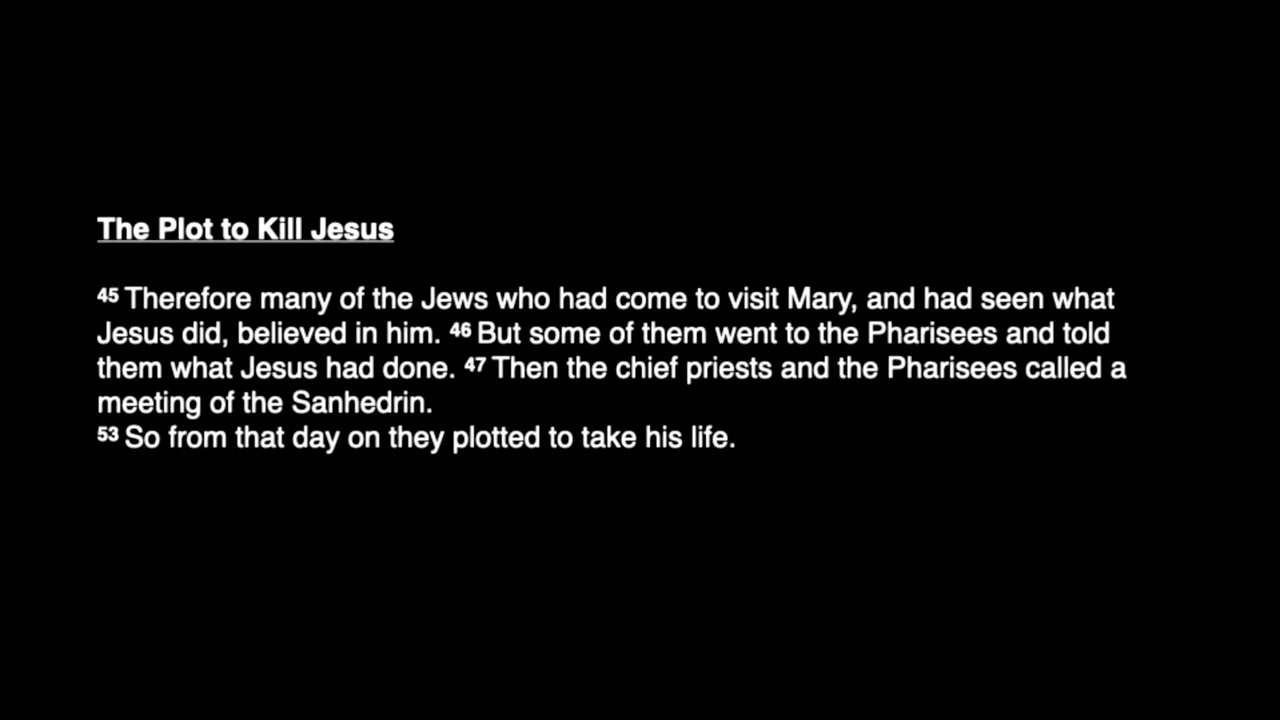 The Plot to Kill Jesus
45 Therefore many of the Jews who had come to visit Mary, and had seen what
Jesus did, believed in him. 46 But some of them went to the Pharisees and told
them what Jesus had done. 47 Then the chief priests and the Pharisees called a
meeting of the Sanhedrin.
53 So from that day on they plotted to take his life.